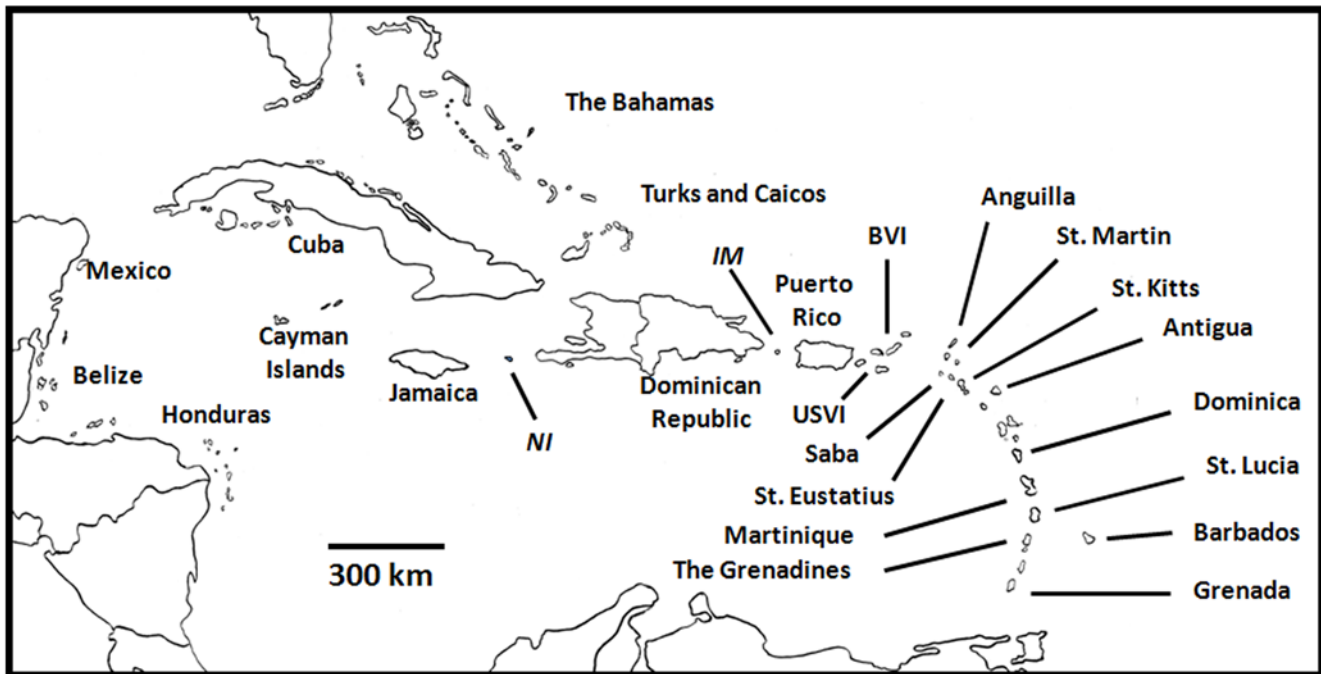 The Bahamas
Turks and Caicos
Anguilla
BVI
St. Martin
IM
Cuba
Mexico
Puerto
Rico
St. Kitts
Antigua
Cayman
Islands
Belize
Jamaica
Dominican
Republic
Honduras
USVI
Dominica
NI
Saba
St. Lucia
St. Eustatius
Martinique
Barbados
300 km
The Grenadines
Grenada